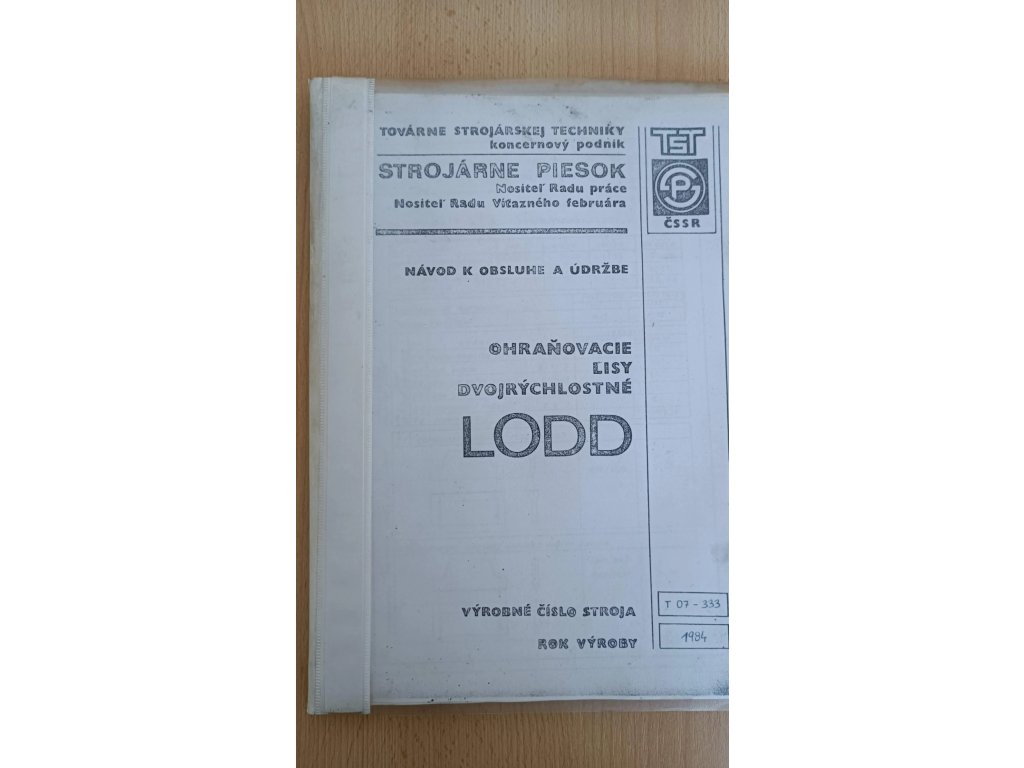 TOVÁRNE STROJÁRSKEJ TECHNIKY
koncernový podnik
STROJÁRNE PIESOK
Nositeľ Radu práce
Nositeľ Radu Víťazného februára
TST
ČSSR
NÁVOD K OBSLUHE A ÚDRŽBE
OHRAŇOVACIE
LISY
DVOJRÝCHLOSTNÉ
LODD
VÝROBNÉ ČÍSLO STROJA
T 07 - 333
ROK VÝROBY
1984